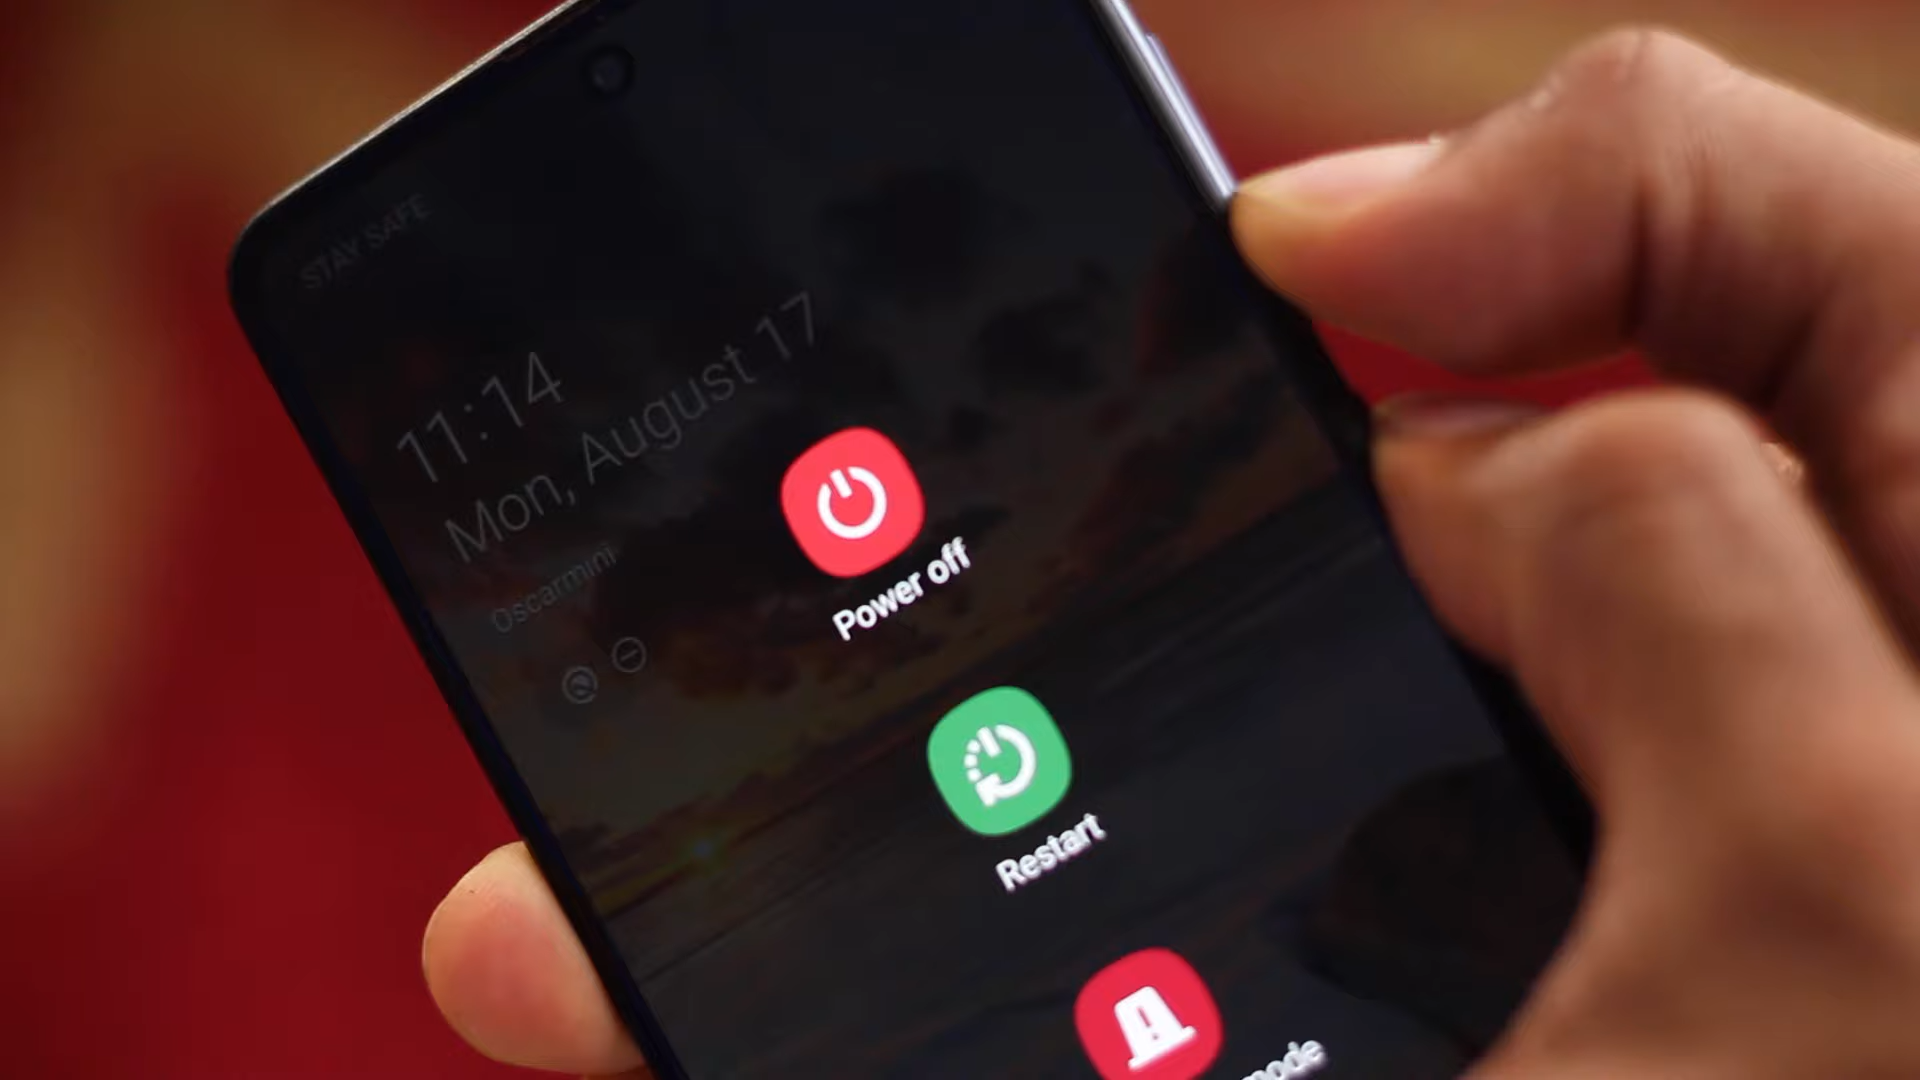 STAY SAFE
11:14
Mon, August 17
Oscarmini
Power off
Restart
mode